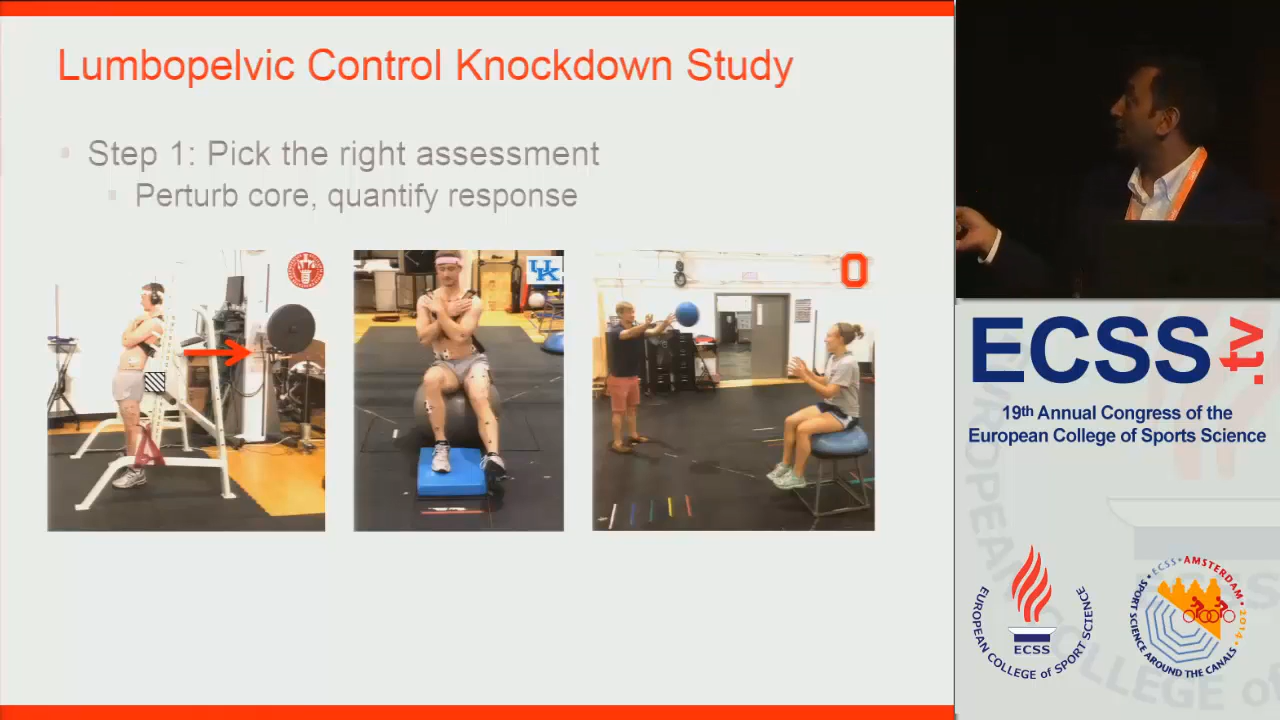 Lumbopelvic Control Knockdown Study
Step 1: Pick the right assessment
Perturb core, quantify response
UK
O
ECSS.tv
19th Annual Congress of the
European College of Sports Science
EUROPEAN COLLEGE OF SPORT SCIENCE
ECSS
SPORT SCIENCE AROUND THE CANALS
• ECSS • AMSTERDAM • 2014 •